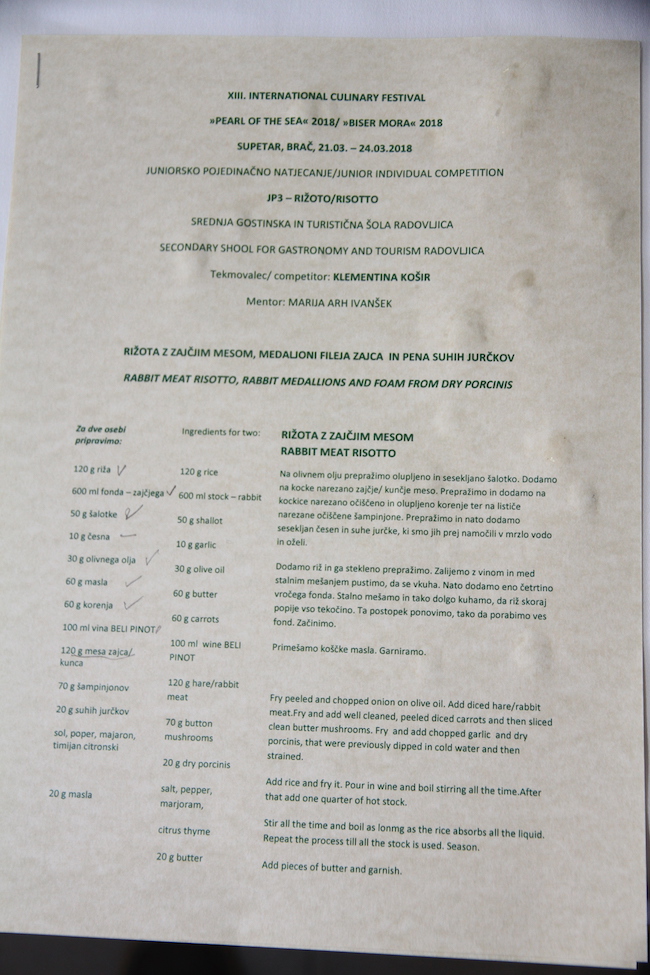 XIII. INTERNATIONAL CULINARY FESTIVAL
»PEARL OF THE SEA« 2018/ »BISER MORA« 2018
SUPETAR, BRAČ, 21.03. – 24.03.2018
JUNIORSKO POJEDINAČNO NATJECANJE/JUNIOR INDIVIDUAL COMPETITION
JP3 – RIŽOTO/RISOTTO
SREDNJA GOSTINSKA IN TURISTIČNA ŠOLA RADOVLJICA
SECONDARY SHOOL FOR GASTRONOMY AND TOURISM RADOVLJICA
Tekmovalec/ competitor: KLEMENTINA KOŠIR
Mentor: MARIJA ARH IVANŠEK
RIŽOTA Z ZAJČJIM MESOM, MEDALJONI FILEJA ZAJCA IN PENA SUHIH JURČKOV
RABBIT MEAT RISOTTO, RABBIT MEDALLIONS AND FOAM FROM DRY PORCINIS
Za dve osebi
pripravimo:
120 g riža
600 ml fonda – zajčjega
50 g šalotke
10 g česna
30 g olivnega olja
60 g masla
60 g korenja
100 ml vina BELI PINOT
120 g mesa zajca/
kunca
70 g šampinjonov
20 g suhih jurčkov
sol, poper, majaron,
timijan citronski
20 g masla
Ingredients for two:
120 g rice
600 ml stock – rabbit
50 g shallot
10 g garlic
30 g olive oil
60 g butter
60 g carrots
100 ml wine BELI
PINOT
120 g hare/rabbit
meat
70 g button
mushrooms
20 g dry porcinis
salt, pepper,
marjoram,
citrus thyme
20 g butter
RIŽOTA Z ZAJČJIM MESOM
RABBIT MEAT RISOTTO
Na olivnem olju prepražimo olupljeno in sesekljano šalotko. Dodamo
na kocke narezano zajčje/ kunčje meso. Prepražimo in dodamo na
kockice narezano očiščeno in olupljeno korenje ter na lističe
narezane očiščene šampinjone. Prepražimo in nato dodamo
sesekljan česen in suhe jurčke, ki smo jih prej namočili v mrzlo vodo
in oželi.
Dodamo riž in ga stekleno prepražimo. Zalijemo z vinom in med
stalnim mešanjem pustimo, da se vkuha. Nato dodamo eno četrtino
vročega fonda. Stalno mešamo in tako dolgo kuhamo, da riž skoraj
popije vso tekočino. Ta postopek ponovimo, tako da porabimo ves
fond. Začinimo.
Primešamo koščke masla. Garniramo.
Fry peeled and chopped onion on olive oil. Add diced hare/rabbit
meat.Fry and add well cleaned, peeled diced carrots and then sliced
clean butter mushrooms. Fry and add chopped garlic and dry
porcinis, that were previously dipped in cold water and then
strained.
Add rice and fry it. Pour in wine and boil stirring all the time.After
that add one quarter of hot stock.
Stir all the time and boil as lonmg as the rice absorbs all the liquid.
Repeat the process till all the stock is used. Season.
Add pieces of butter and garnish.